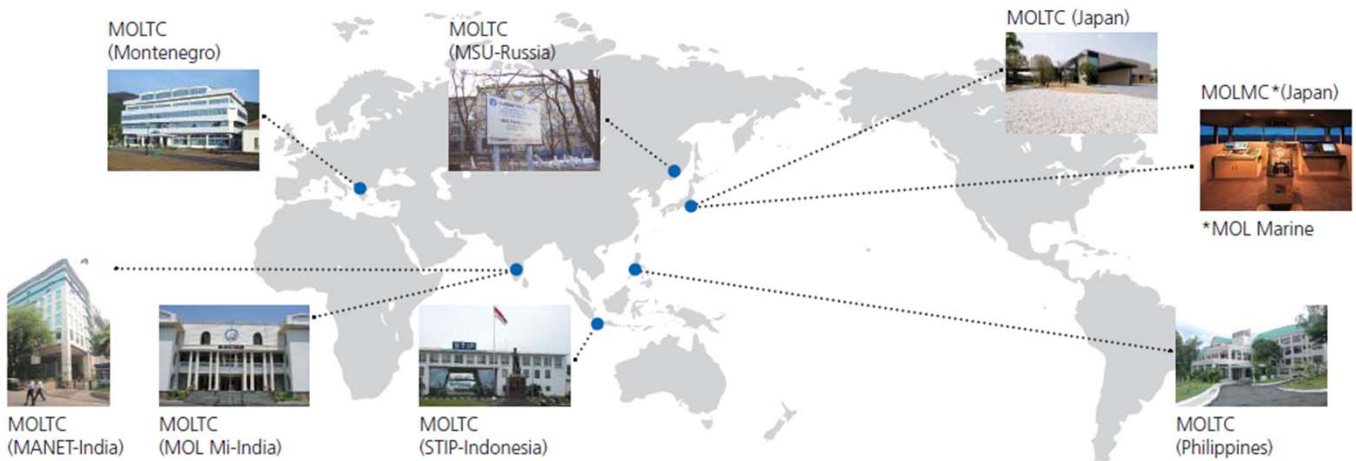 MOLTC
(Montenegro)
MOLTC
(MSU-Russia)
MOLTC (Japan)
MOLMC*(Japan)
*MOL Marine
STIP
MOLTC
(MANET-India)
MOLTC
(MOL Mi-India)
MOLTC
(STIP-Indonesia)
MOLTC
(Philippines)